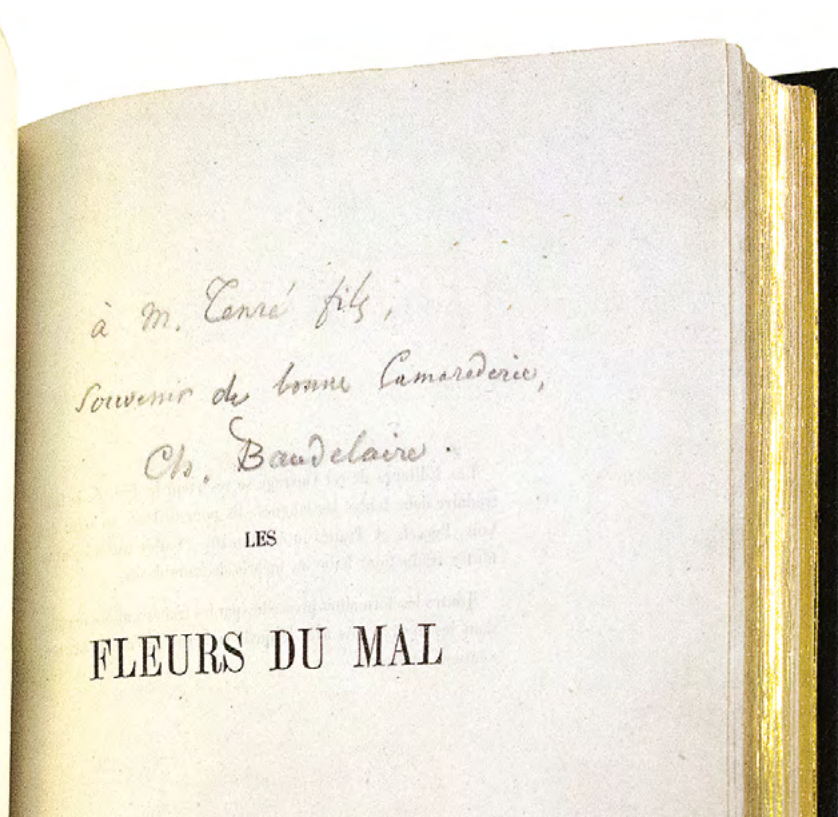 à M. Tenré fils,
Souvenir de bonne Camaraderie,
Ch. Baudelaire.
LES
FLEURS DU MAL